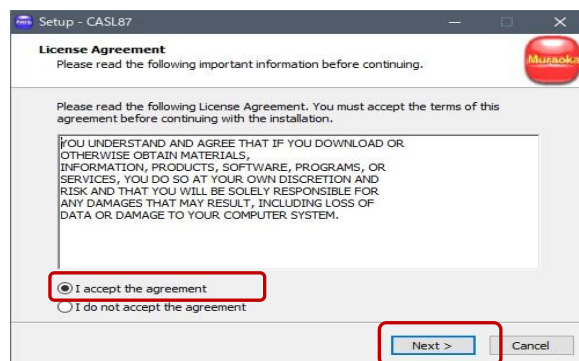 Setup - CASL87
License Agreement
Please read the following important information before continuing.
Muraoka
Please read the following License Agreement. You must accept the terms of this
agreement before continuing with the installation.
YOU UNDERSTAND AND AGREE THAT IF YOU DOWNLOAD OR
OTHERWISE OBTAIN MATERIALS,
INFORMATION, PRODUCTS, SOFTWARE, PROGRAMS, OR
SERVICES, YOU DO SO AT YOUR OWN DISCRETION AND
RISK AND THAT YOU WILL BE SOLELY RESPONSIBLE FOR
ANY DAMAGES THAT MAY RESULT, INCLUDING LOSS OF
DATA OR DAMAGE TO YOUR COMPUTER SYSTEM.
I accept the agreement
I do not accept the agreement
Next >
Cancel